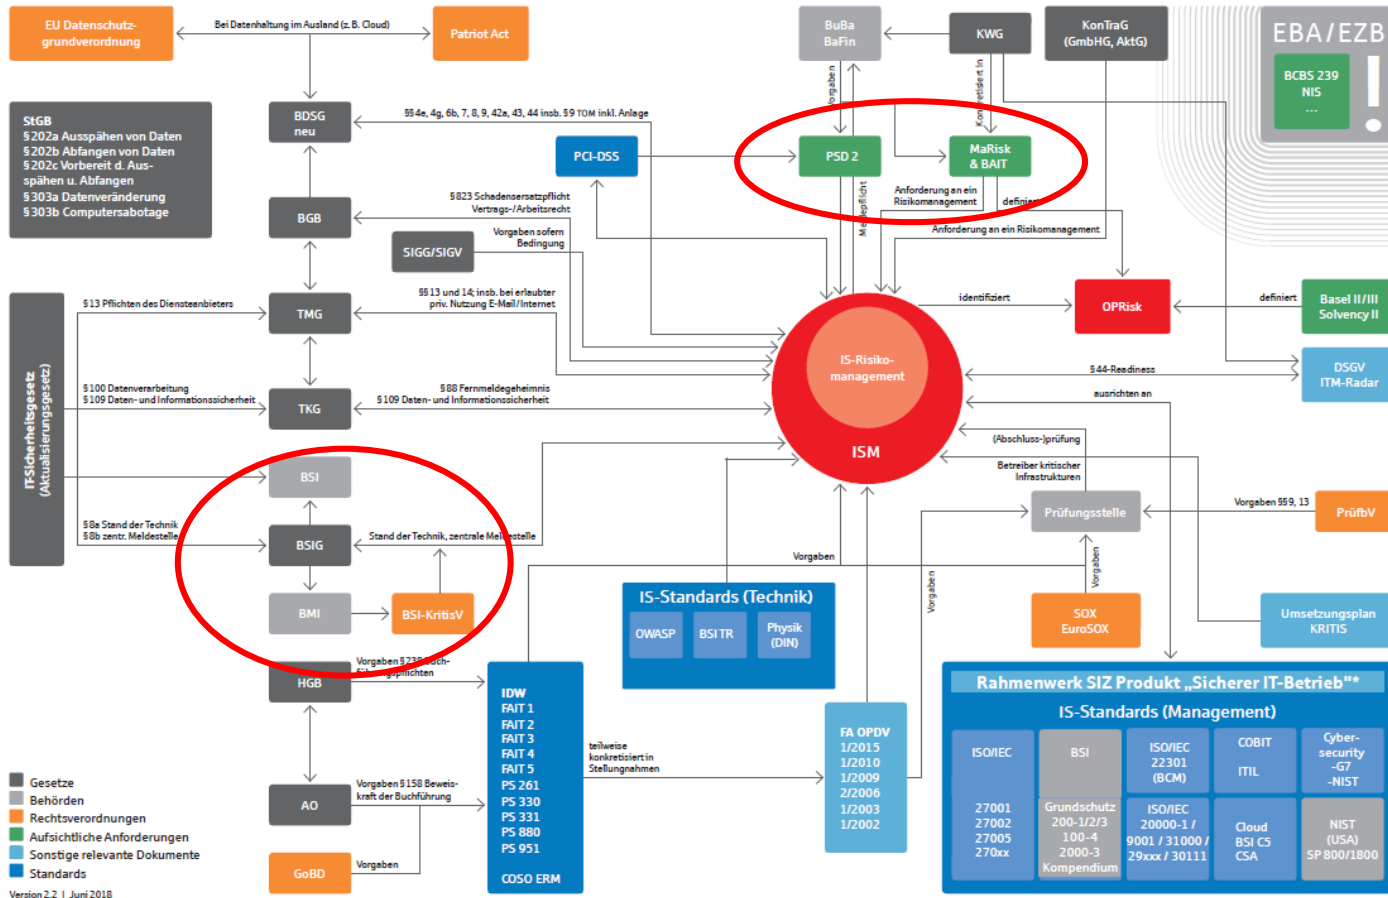 EU Datenschutz-
grundverordnung
Bei Datenhaltung im Ausland (z. B. Cloud)
Patriot Act
BuBa
BaFin
KWG
KonTraG
(GmbHG, AktG)
EBA/EZB
BCBS 239
NIS
...
!
StGB
§202a Ausspähen von Daten
§202b Abfangen von Daten
§202c Vorbereit d. Aus-
spähen u. Abfangen
§303a Datenveränderung
§303b Computersabotage
BDSG
neu
§§4e, 4g, 6b, 7, 8, 9, 42a, 43, 44 insb. §9 TOM inkl. Anlage
Vorgaben
Konkretisiert in
PCI-DSS
PSD 2
MaRisk
& BAIT
Meldepflicht
Anforderung an ein
Risikomanagement
definiert
Anforderung an ein Risikomanagement
BGB
§823 Schadensersatzpflicht
Vertrags-/Arbeitsrecht
SIGG/SIGV
Vorgaben sofern
Bedingung
IT-Sicherheitsgesetz
(Aktualisierungsgesetz)
§13 Pflichten des Diensteanbieters
TMG
§§13 und 14; insb. bei erlaubter
priv. Nutzung E-Mail/Internet
identifiziert
OPRisk
definiert
Basel II/III
Solvency II
IS-Risiko-
management
ISM
§44-Readiness
DSGV
ITM-Radar
ausrichten an
§100 Datenverarbeitung
§109 Daten- und Informationssicherheit
TKG
§88 Fernmeldegeheimnis
§109 Daten- und Informationssicherheit
(Abschluss-)prüfung
Betreiber kritischer
Infrastrukturen
BSI
§8a Stand der Technik
§8b zentr. Meldestelle
BSIG
Stand der Technik, zentrale Meldestelle
Prüfungsstelle
Vorgaben §§9, 13
PrüfbV
Vorgaben
Vorgaben
Vorgaben
BMI
BSI-KritisV
IS-Standards (Technik)
OWASP
BSI TR
Physik
(DIN)
SOX
EuroSOX
Umsetzungsplan
KRITIS
HGB
Vorgaben §238 Buch-
führungspflichten
IDW
FAIT 1
FAIT 2
FAIT 3
FAIT 4
FAIT 5
PS 261
PS 330
PS 331
PS 880
PS 951
COSO ERM
teilweise
konkretisiert in
Stellungnahmen
FA OPDV
1/2015
1/2010
1/2009
2/2006
1/2003
1/2002
AO
Vorgaben §158 Beweis-
kraft der Buchführung
GoBD
Vorgaben
Rahmenwerk SIZ Produkt „Sicherer IT-Betrieb"*
IS-Standards (Management)
ISO/IEC
27001
27002
27005
270xx
BSI
Grundschutz
200-1/2/3
100-4
2000-3
Kompendium
ISO/IEC
22301
(BCM)
ISO/IEC
20000-1 /
9001 / 31000 /
29xxx / 30111
COBIT
ITIL
Cloud
BSI C5
CSA
Cyber-
security
-G7
-NIST
NIST
(USA)
SP 800/1800
Gesetze
Behörden
Rechtsverordnungen
Aufsichtliche Anforderungen
Sonstige relevante Dokumente
Standards
Version 2.2 | Juni 2018